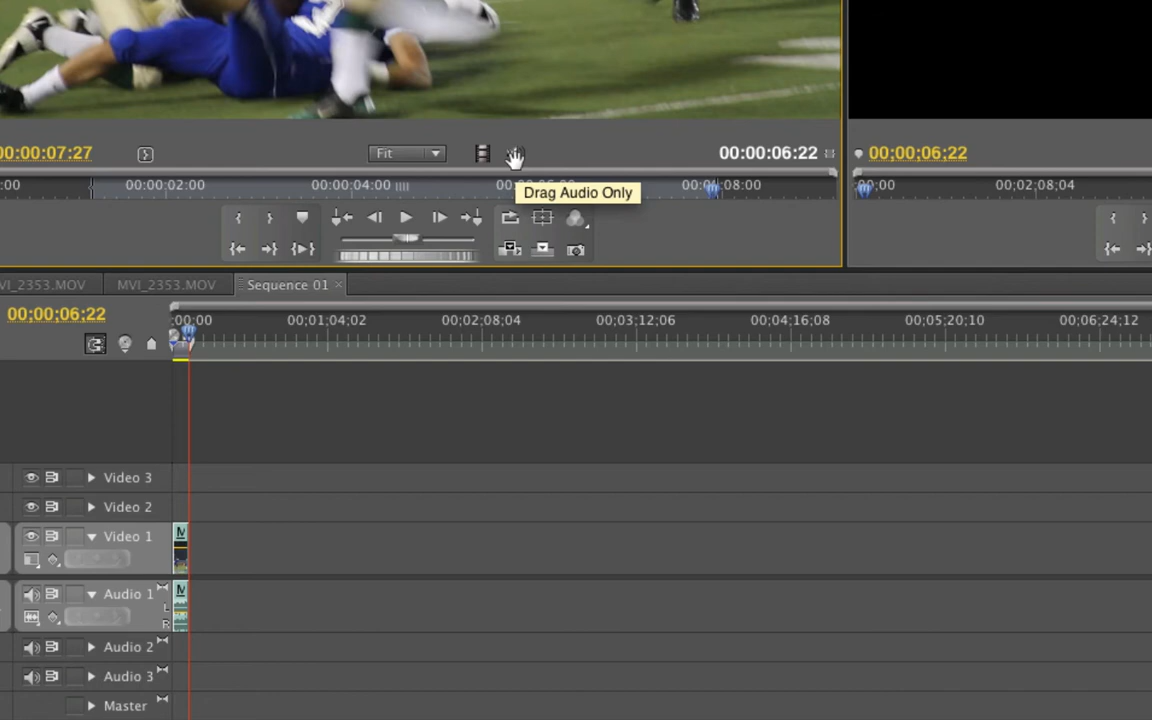 00:00:07:27
Fit
00:00:06:22
00;00;06;22
:00
00:00:02:00
00:00:04:00
00:00:08:00
00;00
00;02;08;04
Drag Audio Only
VI_2353.MOV
MVI_2353.MOV
Sequence 01
00;00;06;22
;00;00
00;01;04;02
00;02;08;04
00;03;12;06
00;04;16;08
00;05;20;10
00;06;24;12
Video 3
Video 2
Video 1
M
Audio 1
M
L
R
Audio 2
Audio 3
Master